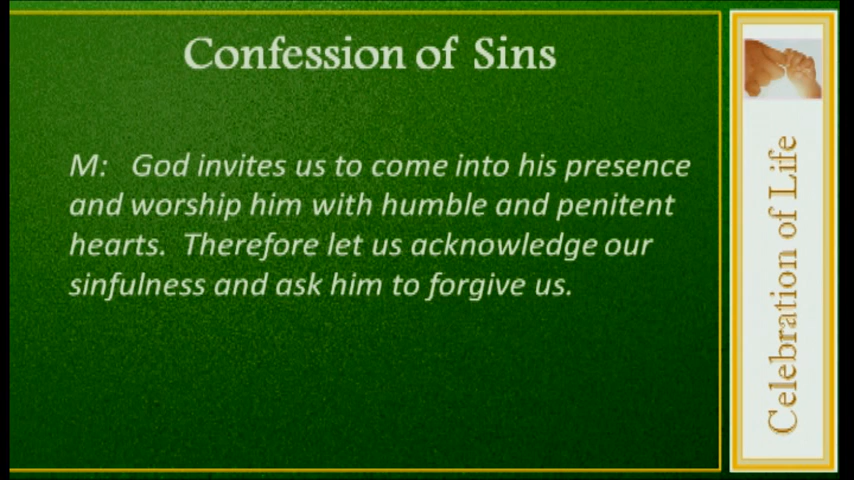 Confession of Sins
M: God invites us to come into his presence
and worship him with humble and penitent
hearts. Therefore let us acknowledge our
sinfulness and ask him to forgive us.
Celebration of Life